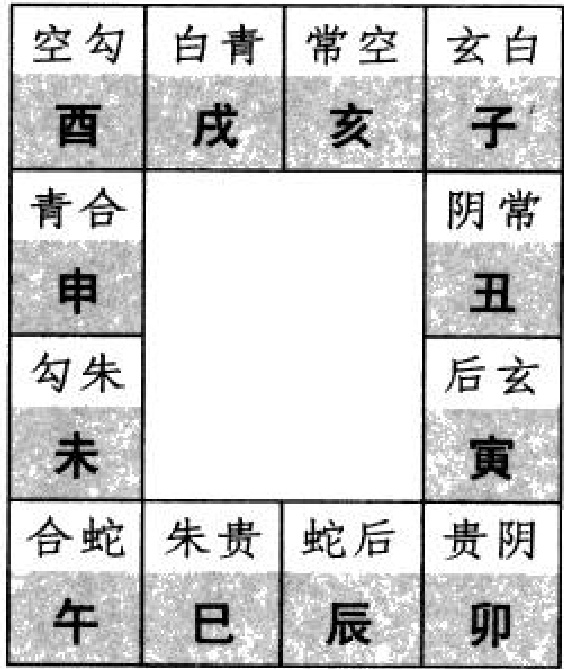 空勾 白青 常空 玄白
酉 戌 亥 子
青合 阴常
申 丑
勾朱 后玄
未 寅
合蛇 朱贵 蛇后 贵阴
午 巳 辰 卯